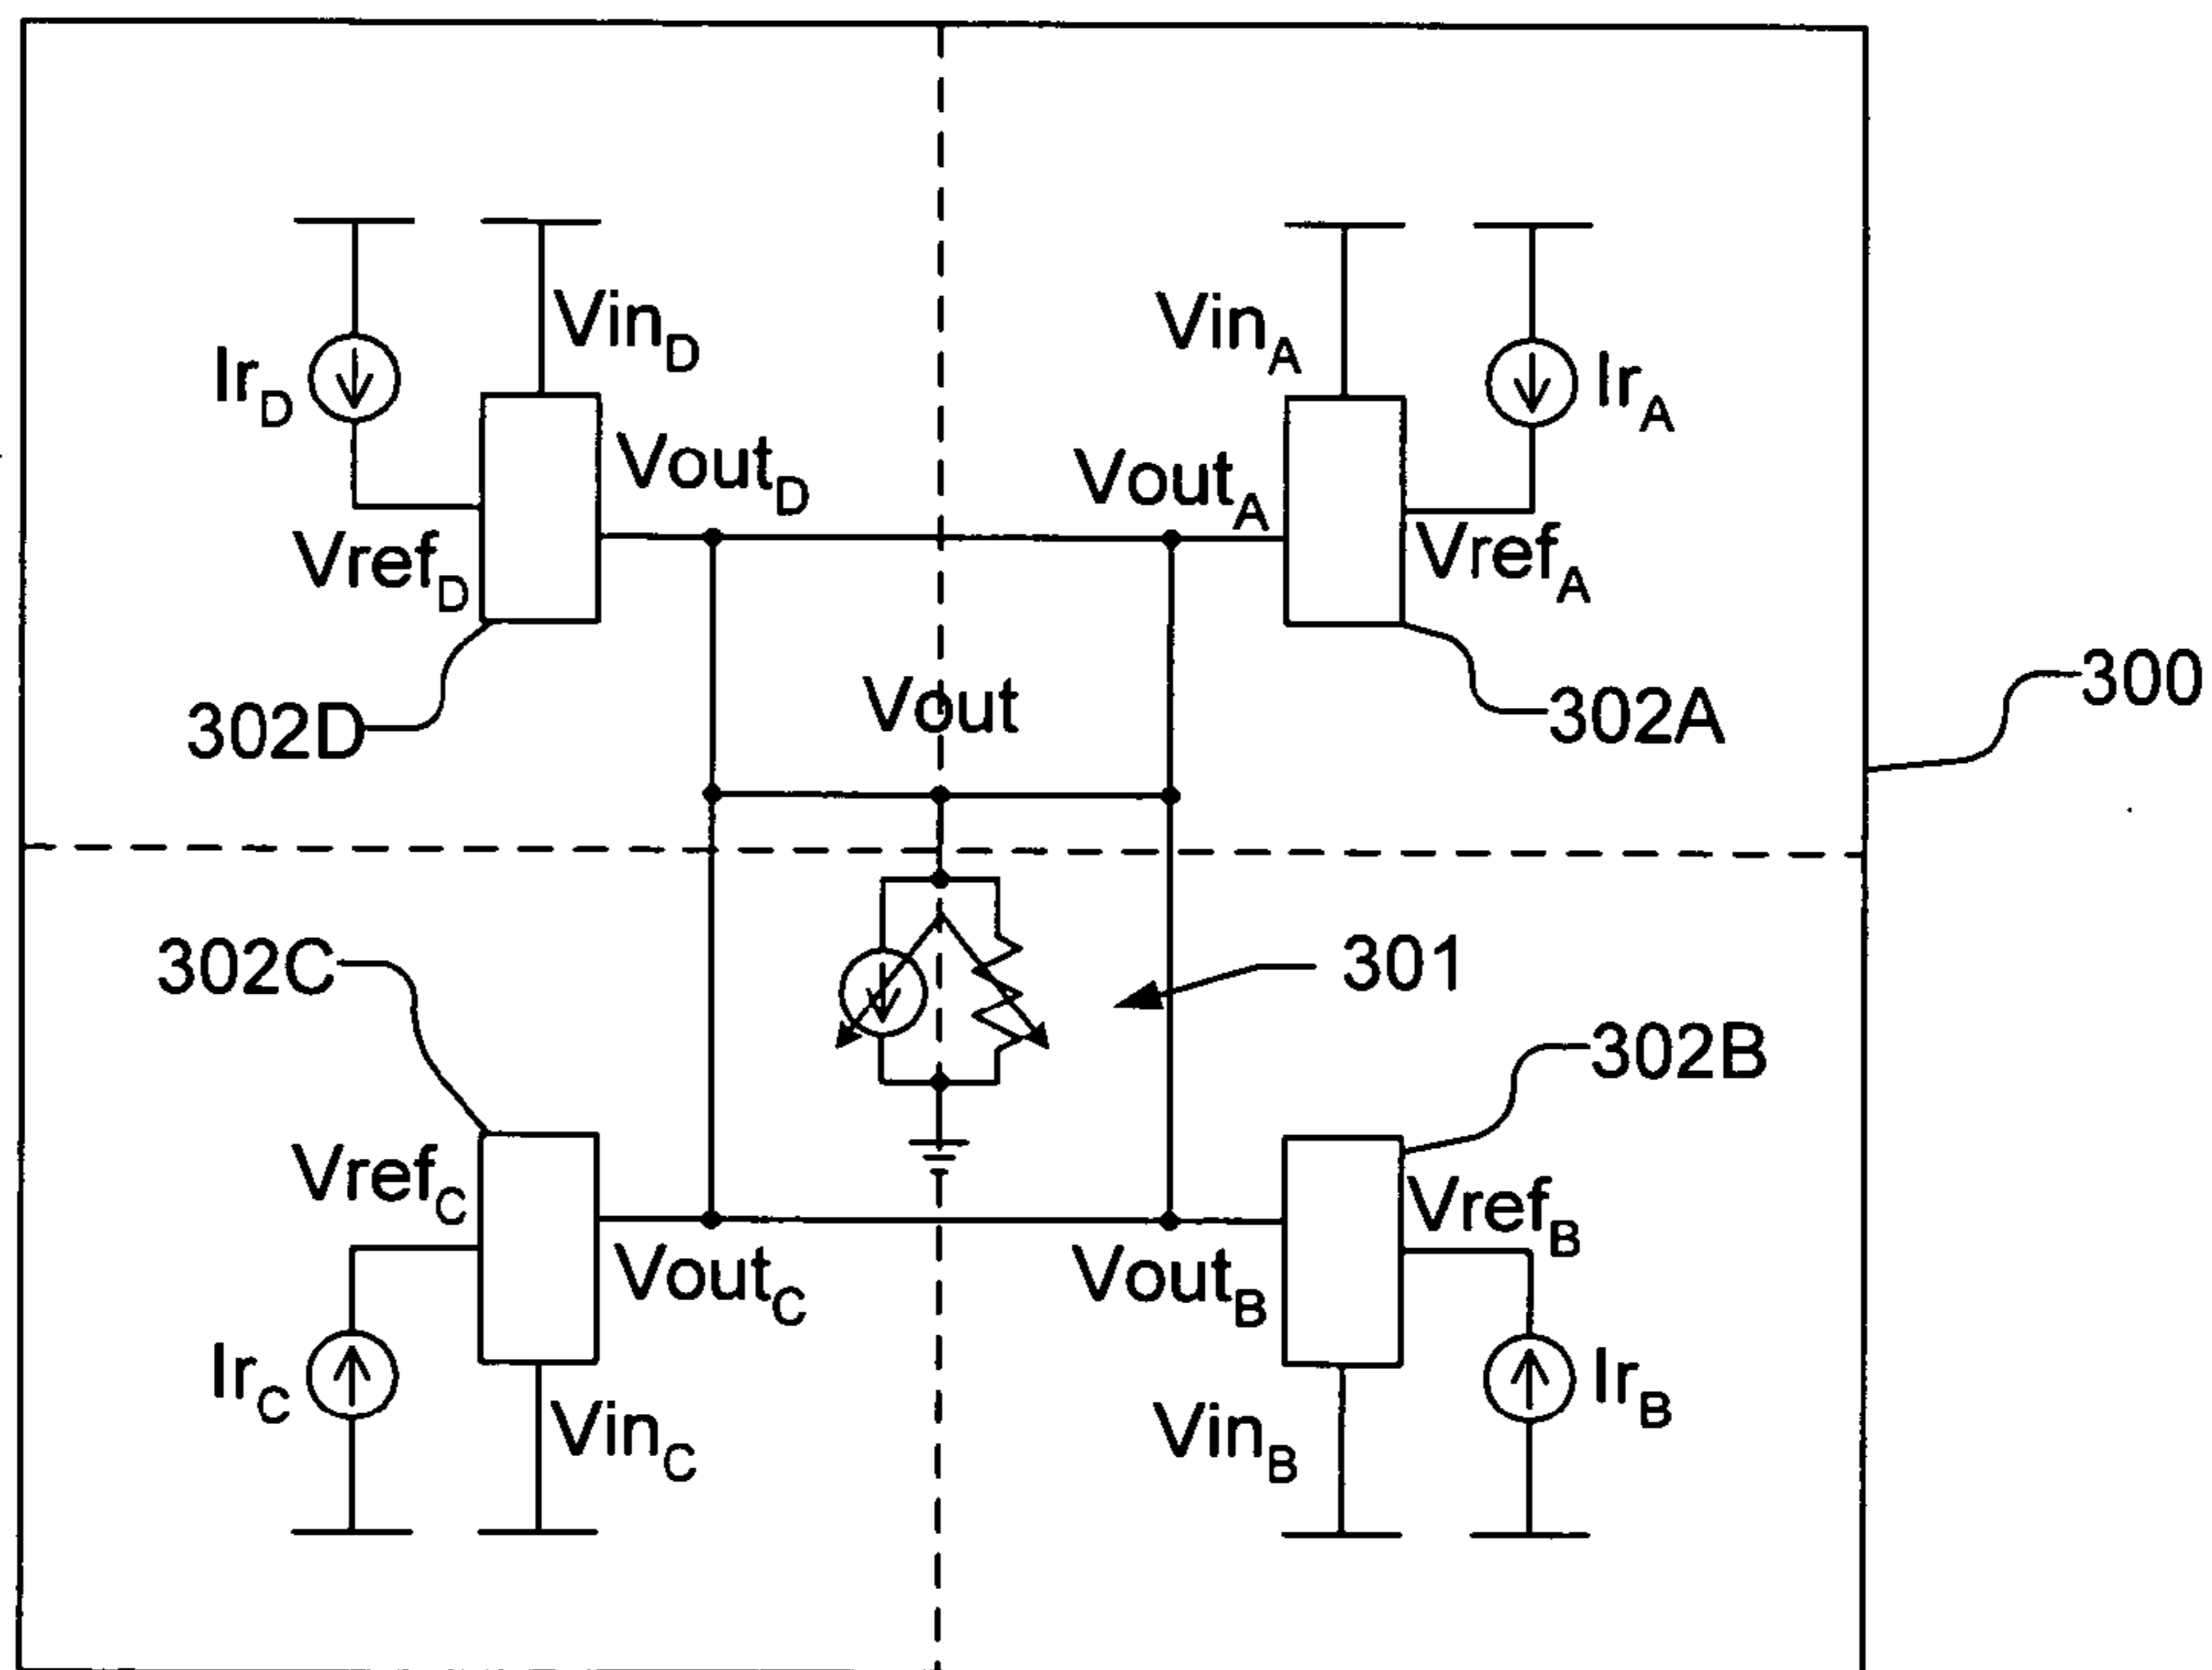 Vin_D
Vin_A
Ir_D
Ir_A
Vout_D
Vout_A
Vref_D
Vref_A
300
302D
Vout
302A
302C
301
302B
Vref_C
Vref_B
Vout_C
Vout_B
Ir_C
Ir_B
Vin_C
Vin_B